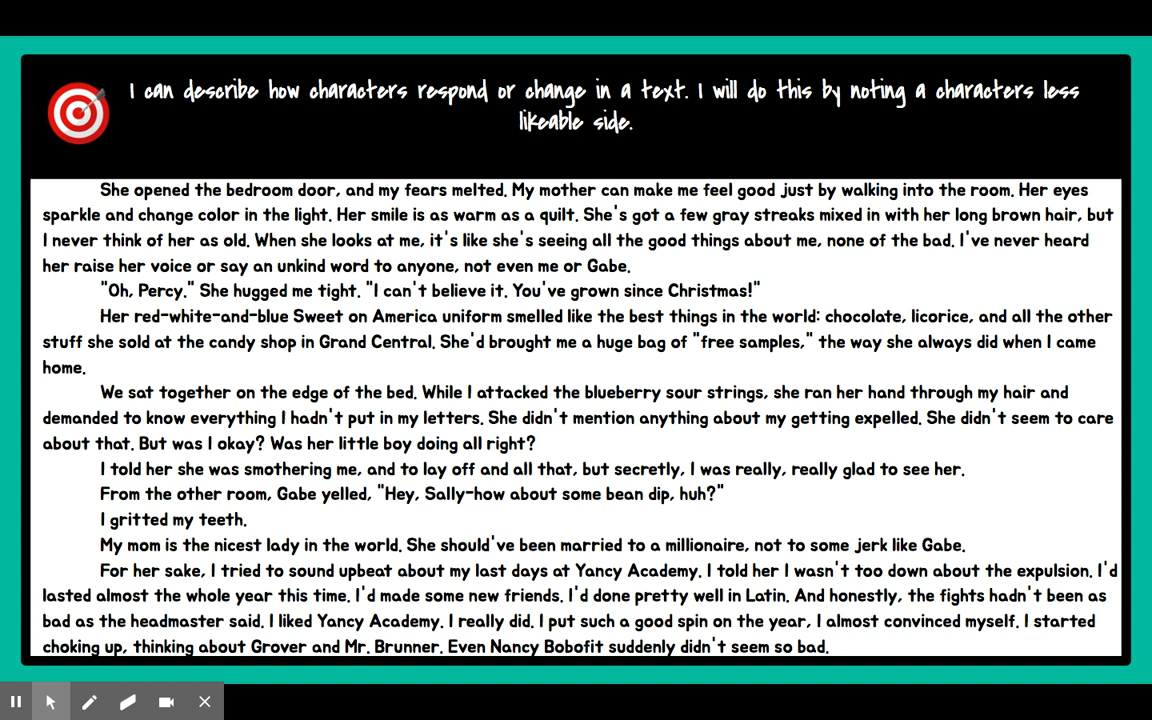 I can describe how characters respond or change in a text. I will do this by noting a characters less
likeable side.
She opened the bedroom door, and my fears melted. My mother can make me feel good just by walking into the room. Her eyes
sparkle and change color in the light. Her smile is as warm as a quilt. She's got a few gray streaks mixed in with her long brown hair, but
I never think of her as old. When she looks at me, it's like she's seeing all the good things about me, none of the bad. I've never heard
her raise her voice or say an unkind word to anyone, not even me or Gabe.
"Oh, Percy." She hugged me tight. "I can't believe it. You've grown since Christmas!"
Her red-white-and-blue Sweet on America uniform smelled like the best things in the world: chocolate, licorice, and all the other
stuff she sold at the candy shop in Grand Central. She'd brought me a huge bag of "free samples," the way she always did when I came
home.
We sat together on the edge of the bed. While I attacked the blueberry sour strings, she ran her hand through my hair and
demanded to know everything I hadn't put in my letters. She didn't mention anything about my getting expelled. She didn't seem to care
about that. But was I okay? Was her little boy doing all right?
I told her she was smothering me, and to lay off and all that, but secretly, I was really, really glad to see her.
From the other room, Gabe yelled, "Hey, Sally-how about some bean dip, huh?"
I gritted my teeth.
My mom is the nicest lady in the world. She should've been married to a millionaire, not to some jerk like Gabe.
For her sake, I tried to sound upbeat about my last days at Yancy Academy. I told her I wasn't too down about the expulsion. I'd
lasted almost the whole year this time. I'd made some new friends. I'd done pretty well in Latin. And honestly, the fights hadn't been as
bad as the headmaster said. I liked Yancy Academy. I really did. I put such a good spin on the year, I almost convinced myself. I started
choking up, thinking about Grover and Mr. Brunner. Even Nancy Bobofit suddenly didn't seem so bad.